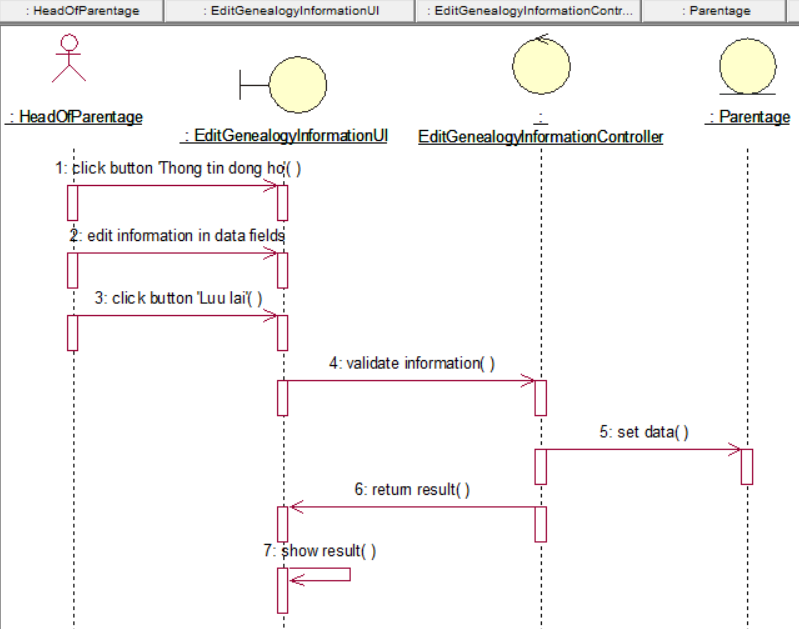 : HeadOfParentage
: EditGenealogyInformationUI
: EditGenealogyInformationContr...
: Parentage
: HeadOfParentage
: EditGenealogyInformationUI
:
EditGenealogyInformationController
: Parentage
1: click button 'Thong tin dong ho'( )
2: edit information in data fields
3: click button 'Luu lai'( )
4: validate information( )
5: set data( )
6: return result( )
7: show result( )